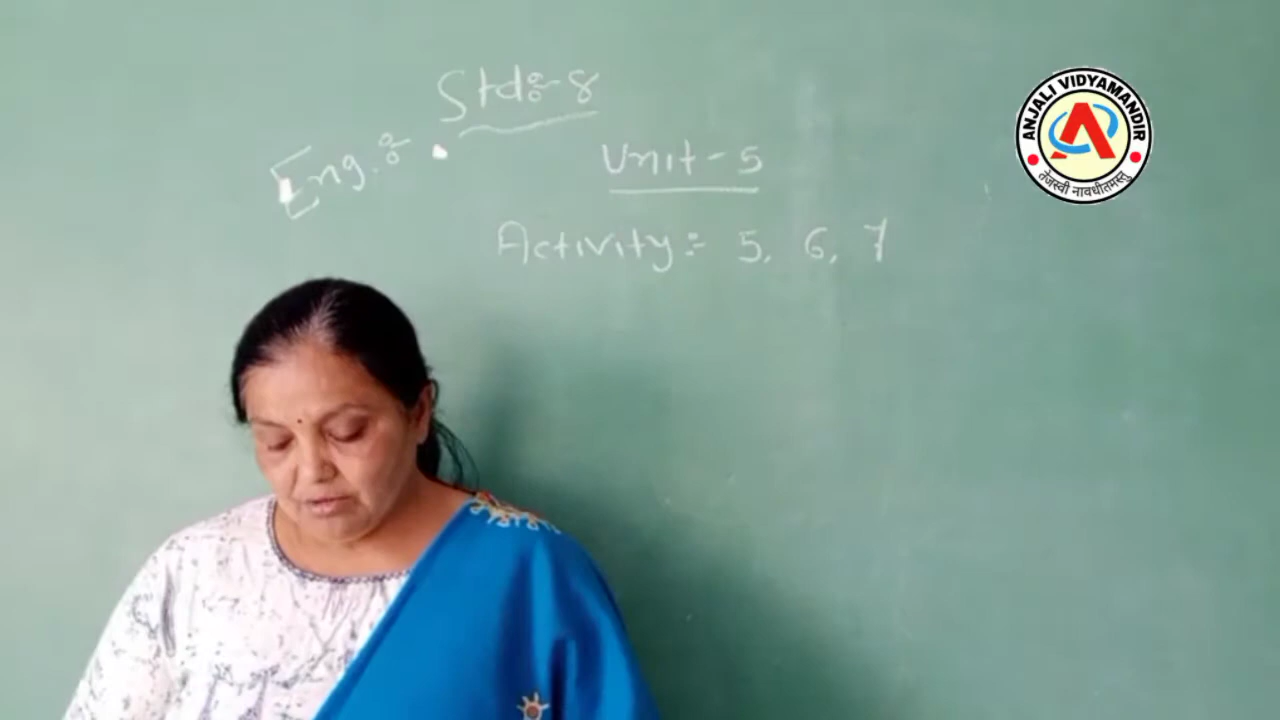 Std:-8
Eng.:-
Unit-5
Activity:- 5, 6, 7
ANJALI VIDYAMANDIR
तेजस्वी नावधीतमस्तु